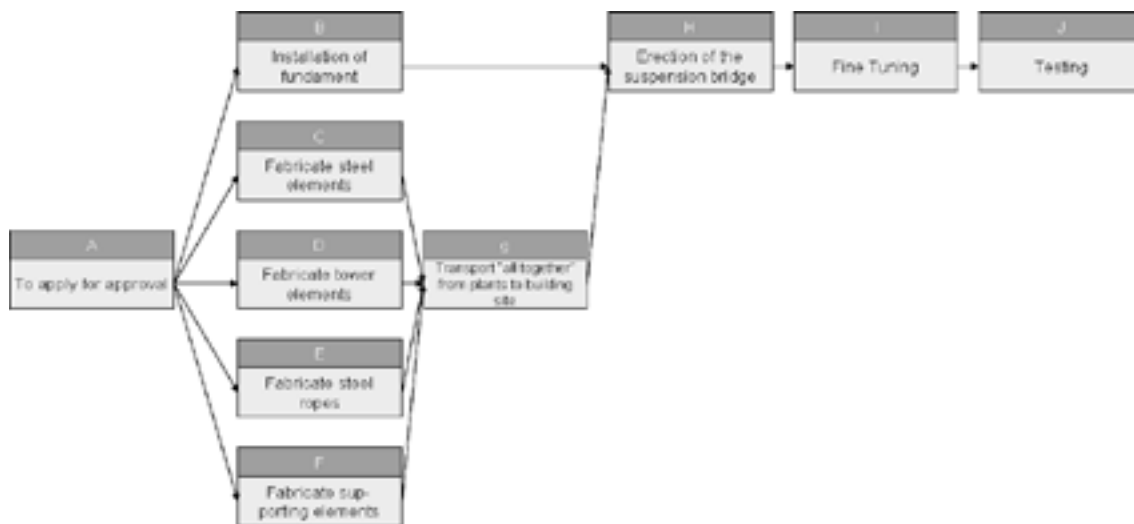 B
Installation of
fundament
H
Erection of the
suspension bridge
I
Fine Tuning
J
Testing
C
Fabricate steel
elements
A
To apply for approval
D
Fabricate tower
elements
g
Transport "all together"
from plants to building
site
E
Fabricate steel
ropes
F
Fabricate sup-
porting elements